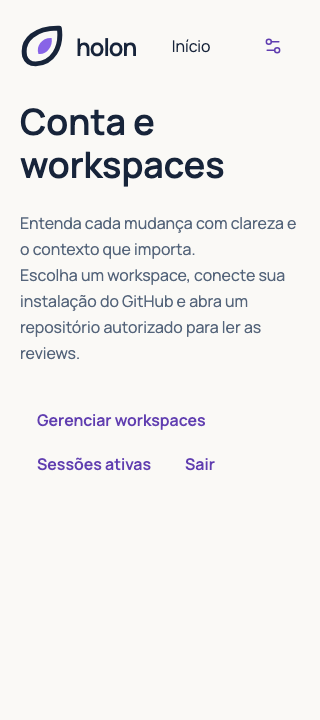 holon
Início
Conta e
workspaces
Entenda cada mudança com clareza e
o contexto que importa.
Escolha um workspace, conecte sua
instalação do GitHub e abra um
repositório autorizado para ler as
reviews.
Gerenciar workspaces
Sessões ativas
Sair